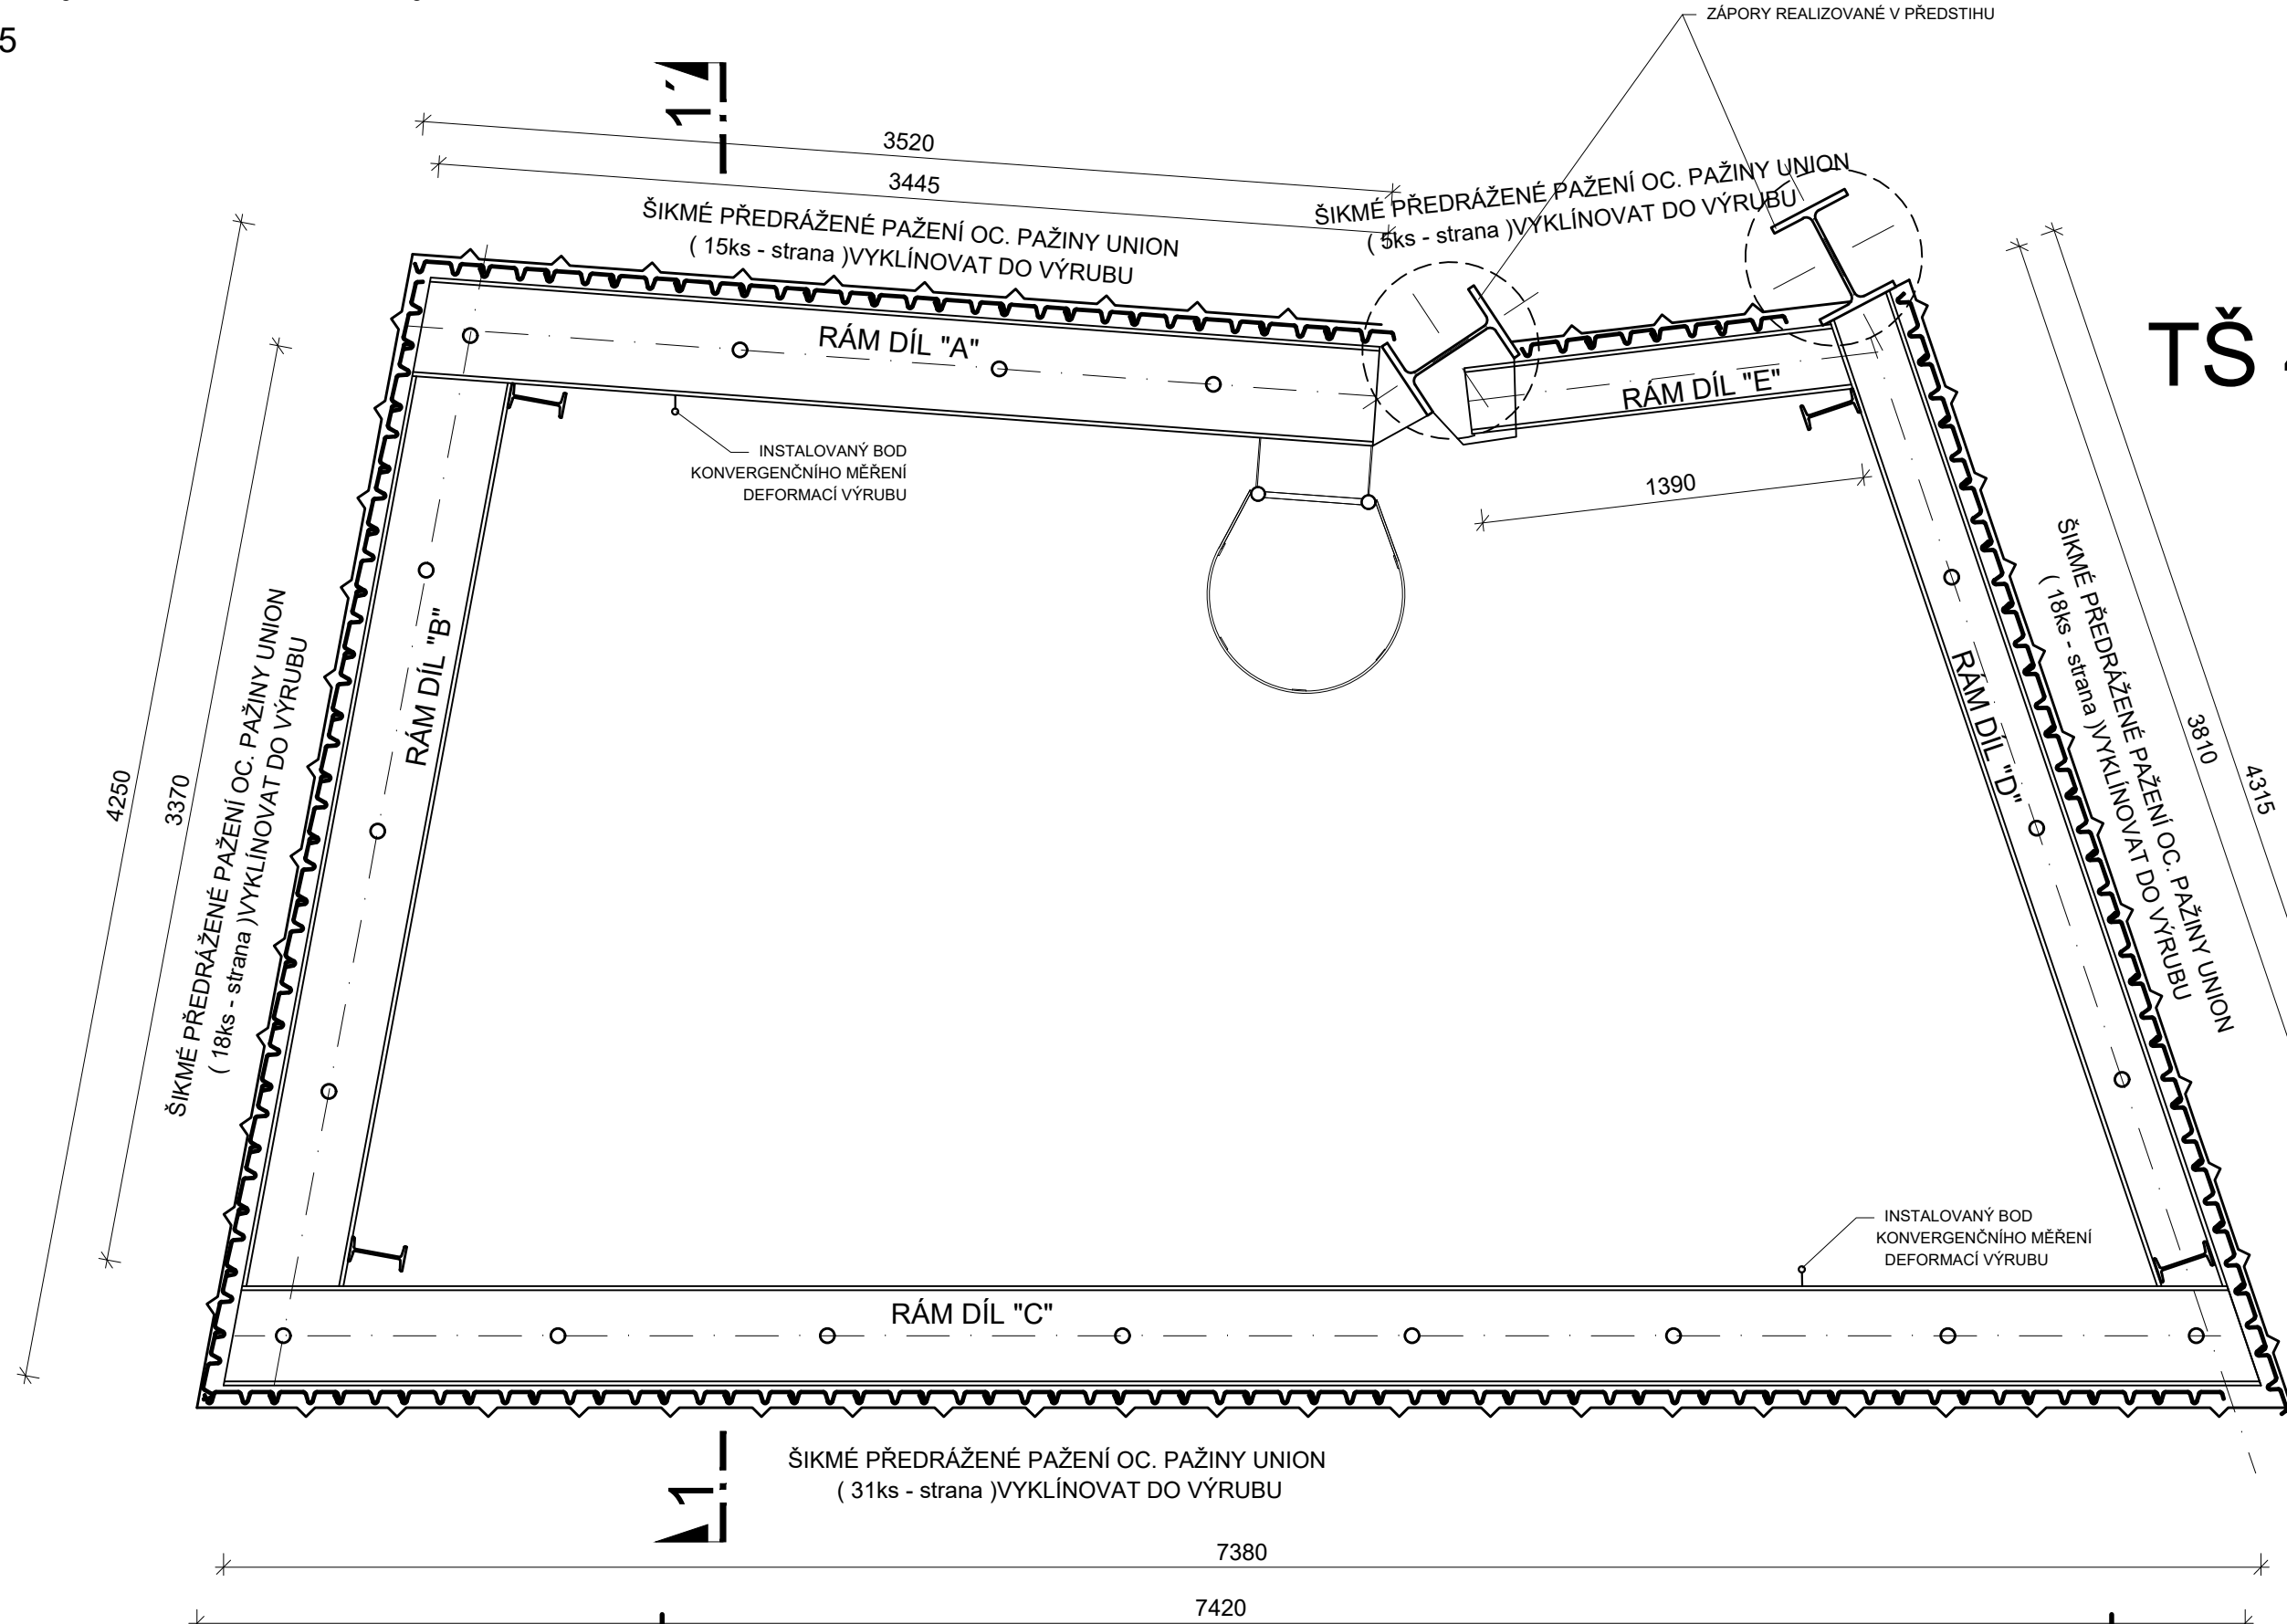 5
ZÁPORY REALIZOVANÉ V PŘEDSTIHU
1´
3520
3445
ŠIKMÉ PŘEDRÁŽENÉ PAŽENÍ OC. PAŽINY UNION
( 15ks - strana )VYKLÍNOVAT DO VÝRUBU
ŠIKMÉ PŘEDRÁŽENÉ PAŽENÍ OC. PAŽINY UNION
( 5ks - strana )VYKLÍNOVAT DO VÝRUBU
TŠ
RÁM DÍL "A"
RÁM DÍL "E"
INSTALOVANÝ BOD
KONVERGENČNÍHO MĚŘENÍ
DEFORMACÍ VÝRUBU
1390
4250
3370
ŠIKMÉ PŘEDRÁŽENÉ PAŽENÍ OC. PAŽINY UNION
( 18ks - strana )VYKLÍNOVAT DO VÝRUBU
RÁM DÍL "B"
RÁM DÍL "D"
ŠIKMÉ PŘEDRÁŽENÉ PAŽENÍ OC. PAŽINY UNION
( 18ks - strana )VYKLÍNOVAT DO VÝRUBU
3810
4315
INSTALOVANÝ BOD
KONVERGENČNÍHO MĚŘENÍ
DEFORMACÍ VÝRUBU
RÁM DÍL "C"
1
ŠIKMÉ PŘEDRÁŽENÉ PAŽENÍ OC. PAŽINY UNION
( 31ks - strana )VYKLÍNOVAT DO VÝRUBU
7380
7420